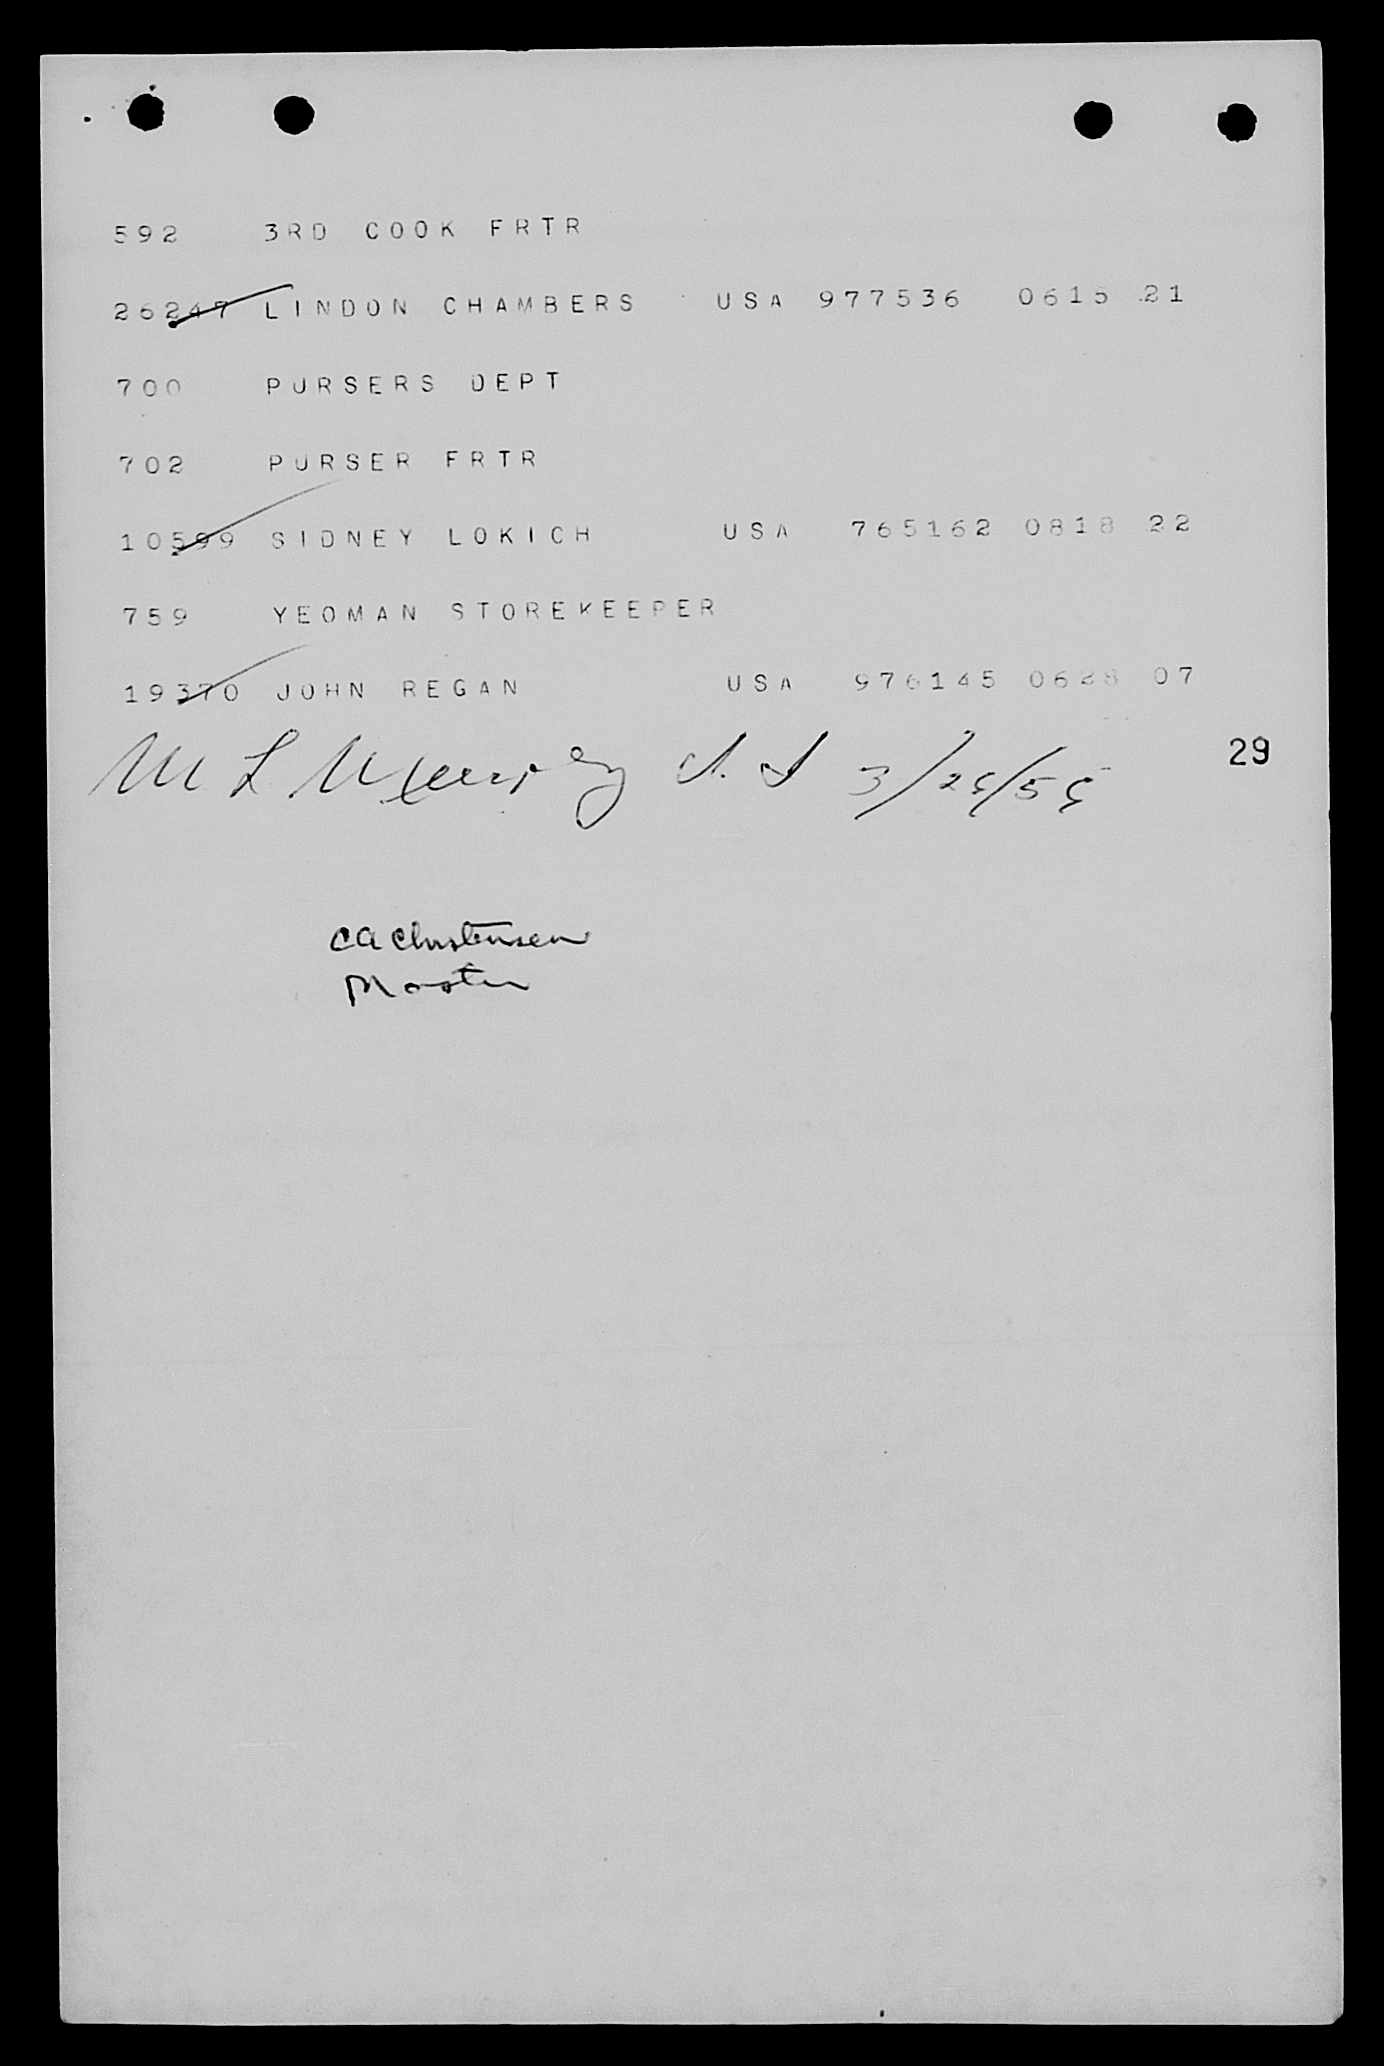 592 3RD COOK FRTR
26247 LINDON CHAMBERS USA 977536 0615 21
700 PURSERS DEPT
702 PURSER FRTR
10599 SIDNEY LOKICH USA 765162 0818 22
759 YEOMAN STOREKEEPER
19370 JOHN REGAN USA 976145 0628 07
M L Murphy 3/25/55
29
CA Christensen
Master